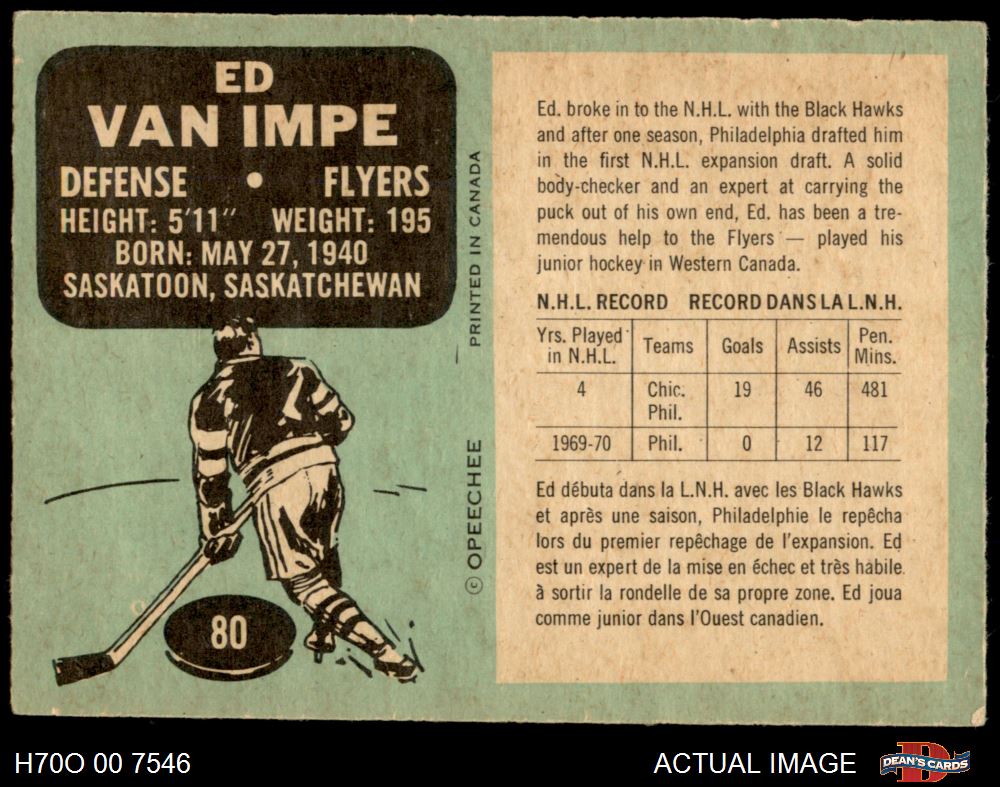 ED
VAN IMPE
DEFENSE • FLYERS
HEIGHT: 5'11" WEIGHT: 195
BORN: MAY 27, 1940
SASKATOON, SASKATCHEWAN
80
© OPEECHEE PRINTED IN CANADA
Ed. broke in to the N.H.L. with the Black Hawks
and after one season, Philadelphia drafted him
in the first N.H.L. expansion draft. A solid
body-checker and an expert at carrying the
puck out of his own end, Ed. has been a tre-
mendous help to the Flyers — played his
junior hockey in Western Canada.
N.H.L. RECORD RECORD DANS LA L.N.H.
Yrs. Played in N.H.L. Teams Goals Assists Pen. Mins.
4 Chic. Phil. 19 46 481
1969-70 Phil. 0 12 117
Ed débuta dans la L.N.H. avec les Black Hawks
et après une saison, Philadelphie le repêcha
lors du premier repêchage de l'expansion. Ed
est un expert de la mise en échec et très habile
à sortir la rondelle de sa propre zone. Ed joua
comme junior dans l'Ouest canadien.
H70O 00 7546
ACTUAL IMAGE
DEAN'S CARDS